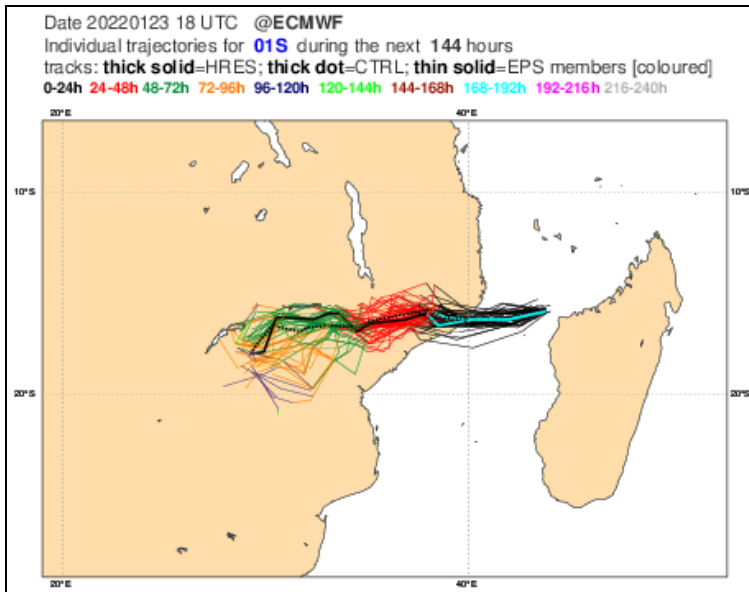 Date 20220123 18 UTC @ECMWF
Individual trajectories for 01S during the next 144 hours
tracks: thick solid=HRES; thick dot=CTRL; thin solid=EPS members [coloured]
0-24h 24-48h 48-72h 72-96h 96-120h 120-144h 144-168h 168-192h 192-216h 216-240h
20°E 40°E
10°S 10°S
20°S 20°S
20°E 40°E